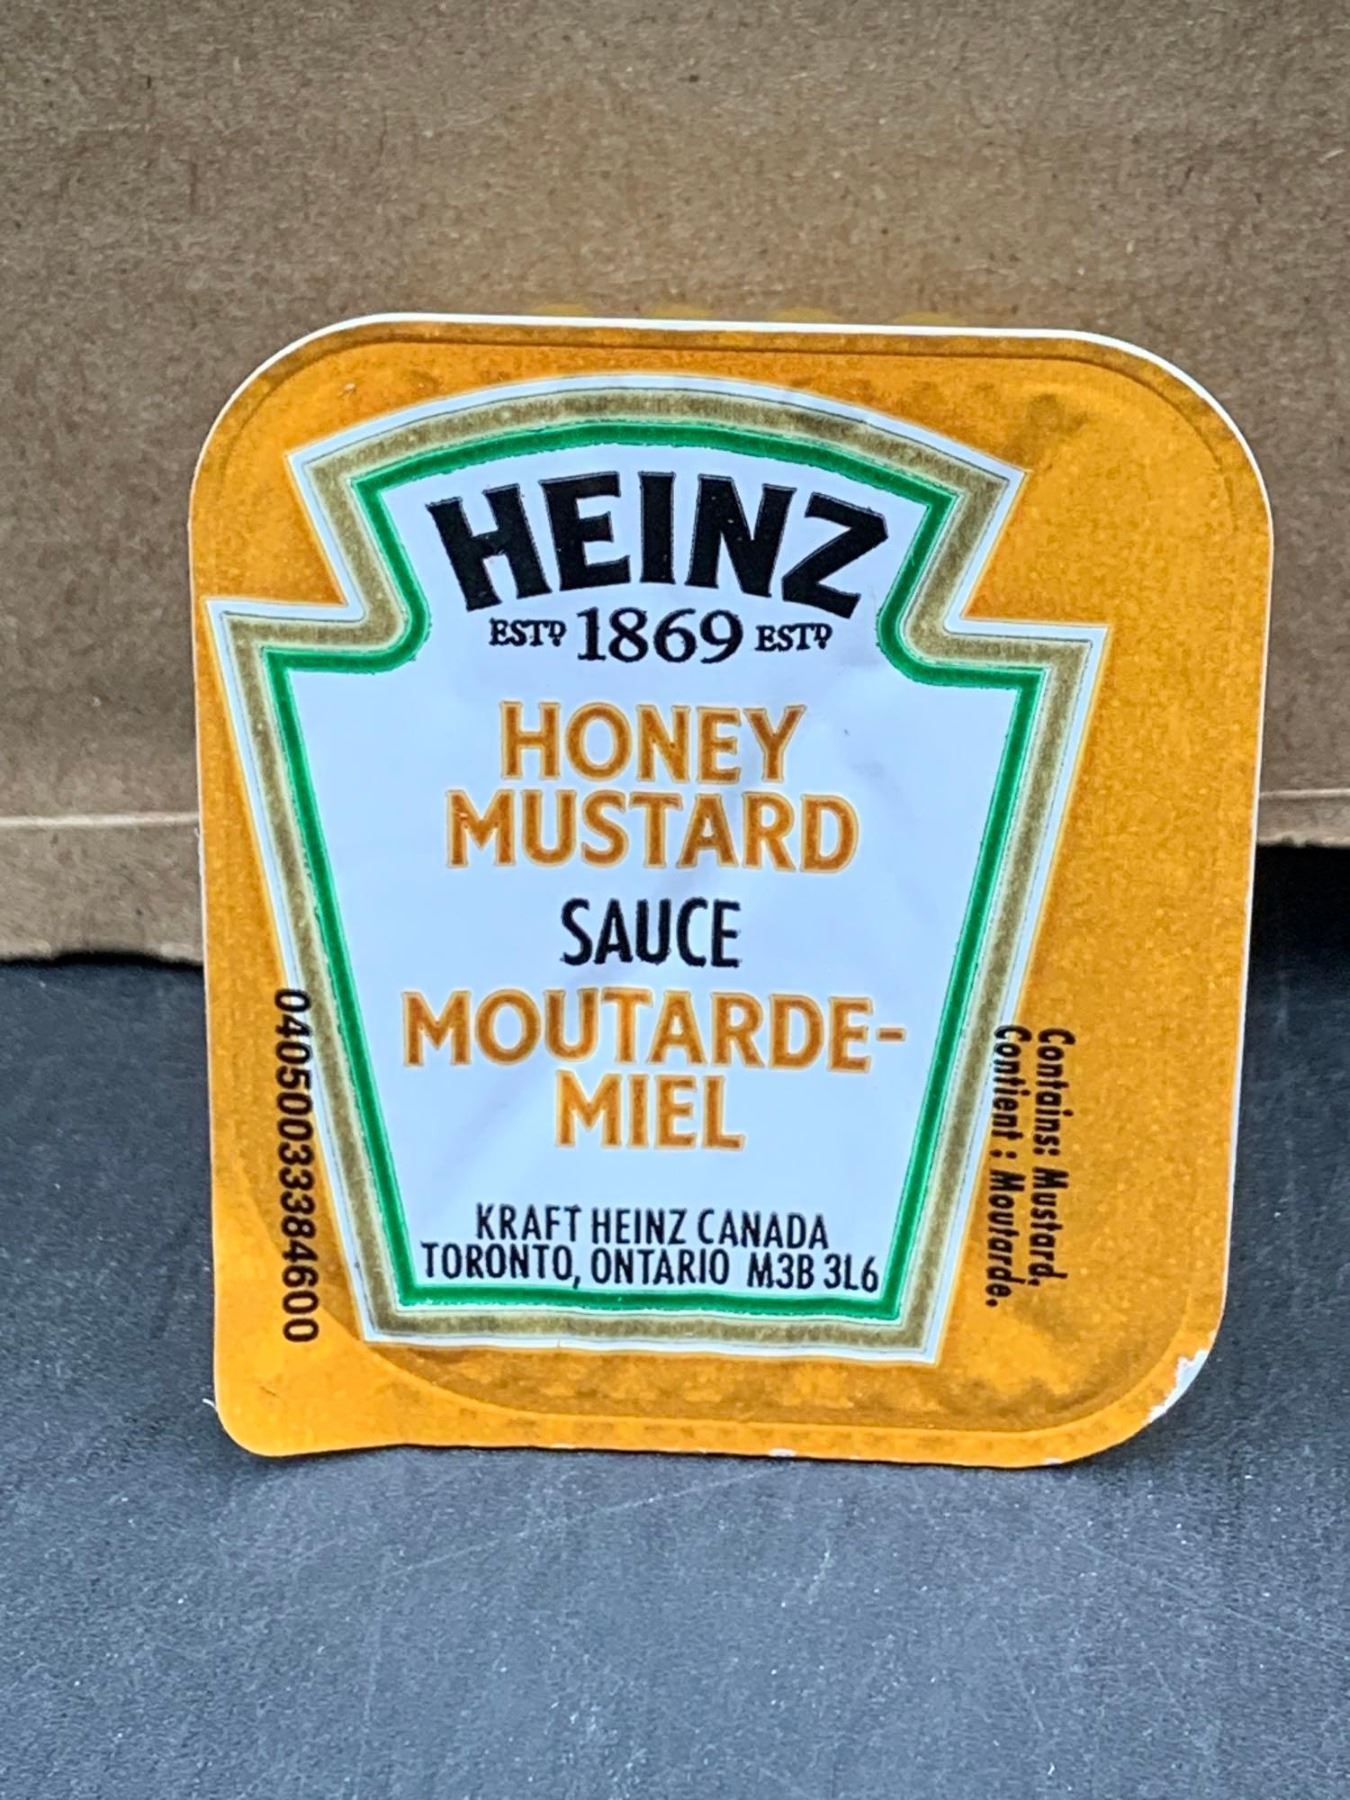 HEINZ
ESTD 1869 ESTD
HONEY
MUSTARD
SAUCE
MOUTARDE-
MIEL
KRAFT HEINZ CANADA
TORONTO, ONTARIO M3B 3L6
0405003384600
Contains: Mustard,
Contient : Moutarde.